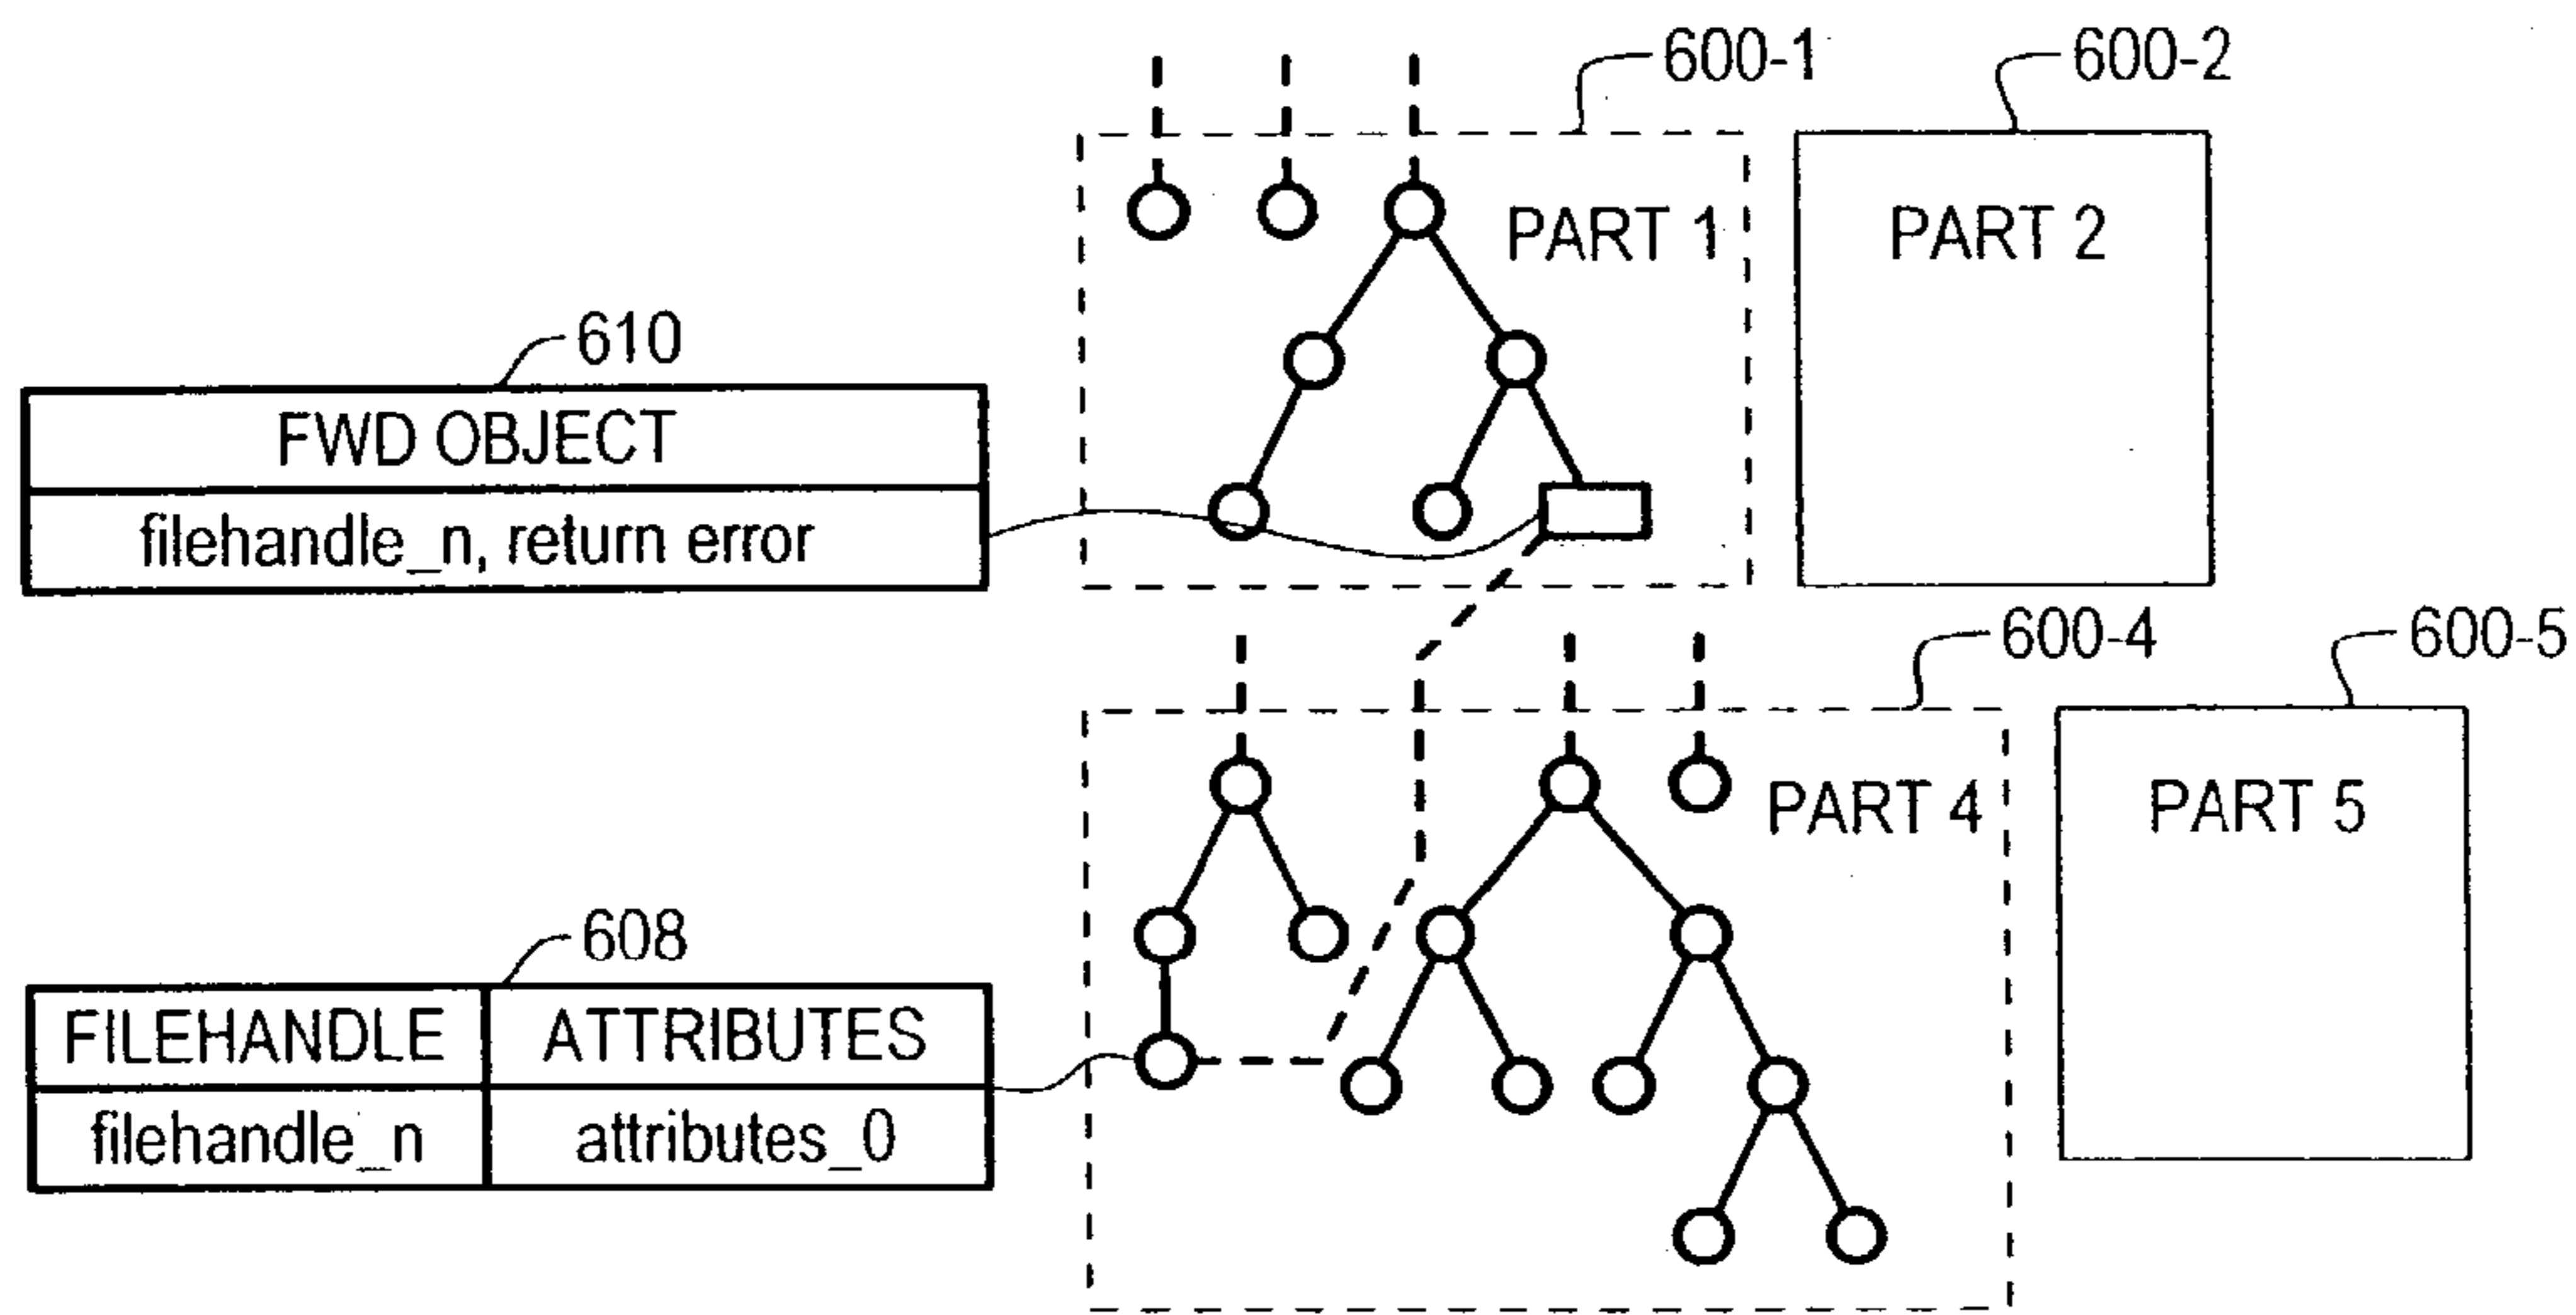 600-1
600-2
PART 1
PART 2
610
FWD OBJECT
filehandle_n, return error
600-4
600-5
PART 4
PART 5
608
FILEHANDLE ATTRIBUTES
filehandle_n attributes_0